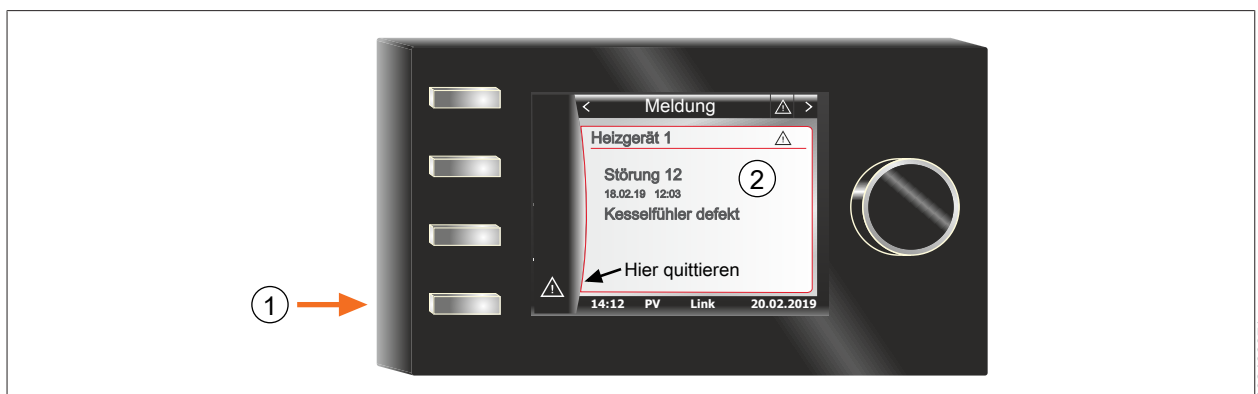 < Meldung >
Heizgerät 1
Störung 12
2
18.02.19 12:03
Kesselfühler defekt
Hier quittieren
1
14:12 PV Link 20.02.2019